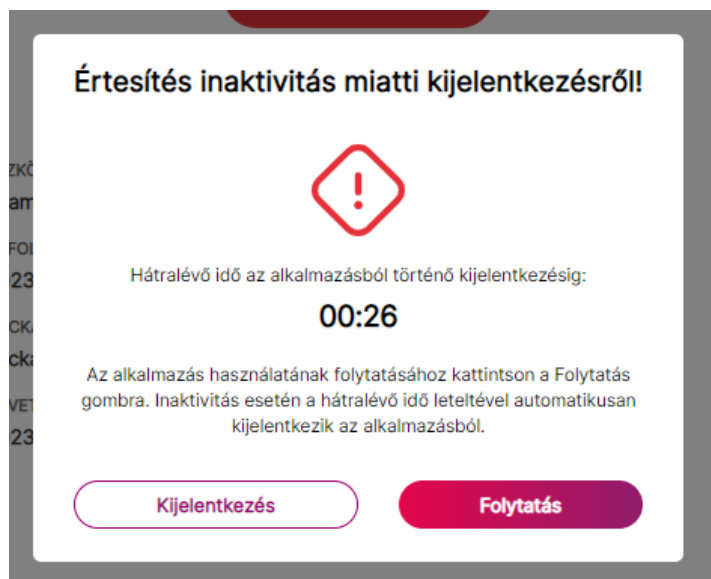 Értesítés inaktivitás miatti kijelentkezésről!
Hátralévő idő az alkalmazásból történő kijelentkezésig:
00:26
Az alkalmazás használatának folytatásához kattintson a Folytatás
gombra. Inaktivitás esetén a hátralévő idő leteltével automatikusan
kijelentkezik az alkalmazásból.
Kijelentkezés
Folytatás